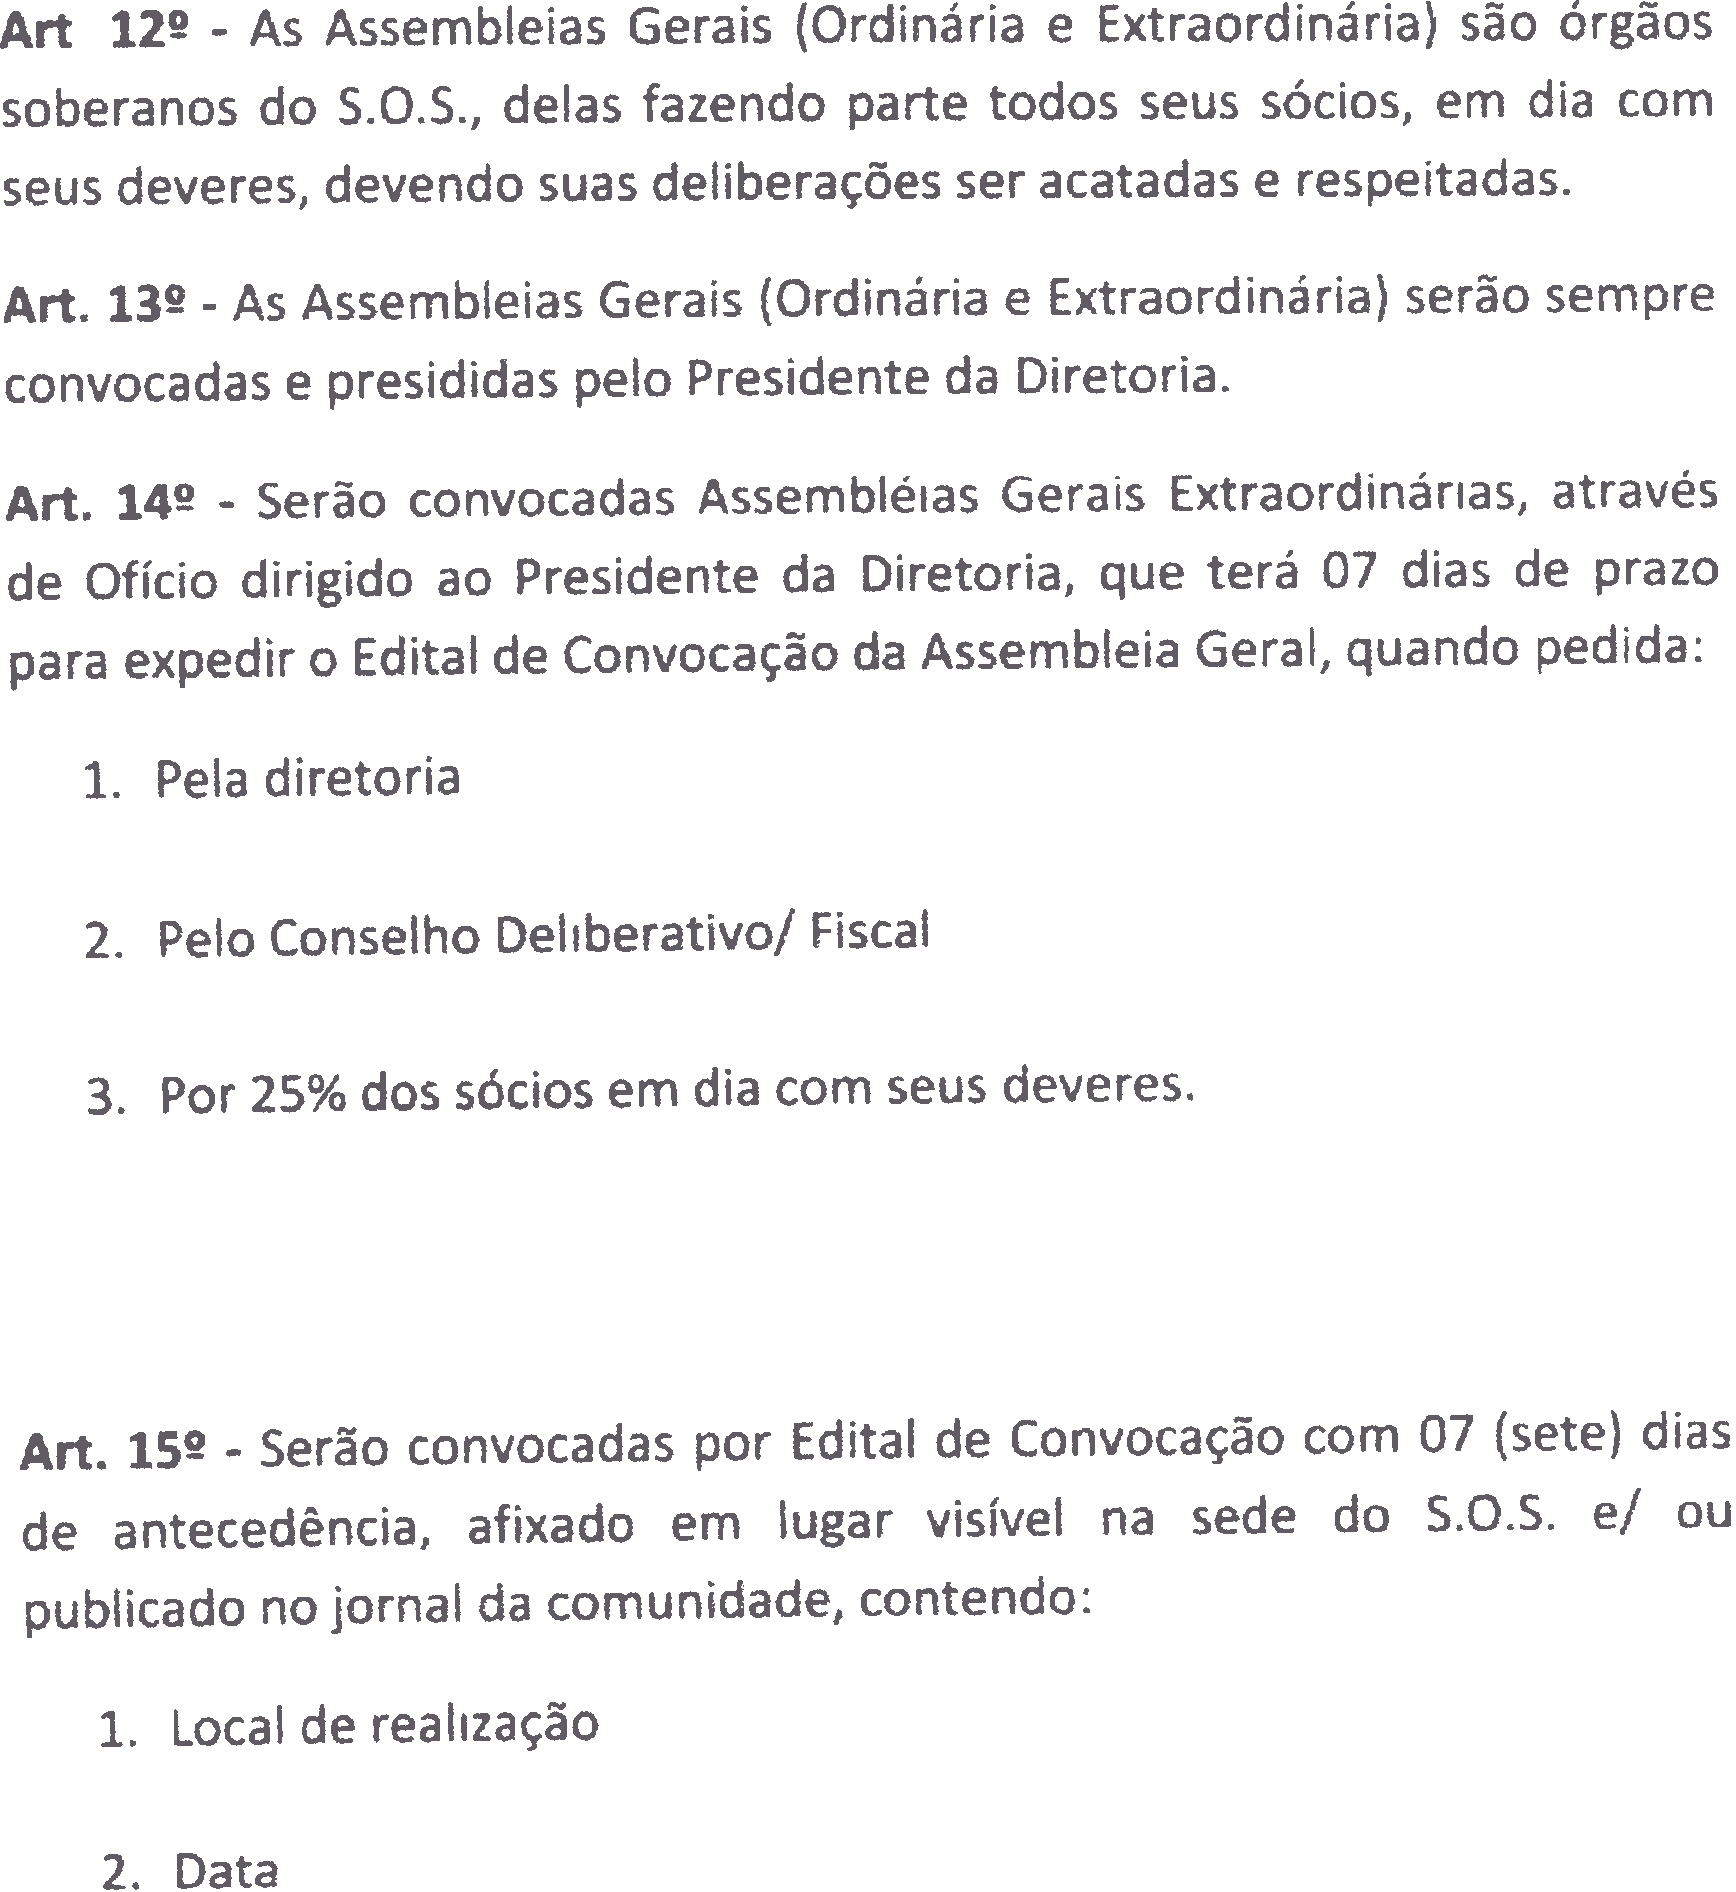 Art 12º - As Assembleias Gerais (Ordinária e Extraordinária) são órgãos
soberanos do S.O.S., delas fazendo parte todos seus sócios, em dia com
seus deveres, devendo suas deliberações ser acatadas e respeitadas.
Art. 13º - As Assembleias Gerais (Ordinária e Extraordinária) serão sempre
convocadas e presididas pelo Presidente da Diretoria.
Art. 14º - Serão convocadas Assembléias Gerais Extraordinárias, através
de Ofício dirigido ao Presidente da Diretoria, que terá 07 dias de prazo
para expedir o Edital de Convocação da Assembleia Geral, quando pedida:
1. Pela diretoria
2. Pelo Conselho Deliberativo/ Fiscal
3. Por 25% dos sócios em dia com seus deveres.
Art. 15º - Serão convocadas por Edital de Convocação com 07 (sete) dias
de antecedência, afixado em lugar visível na sede do S.O.S. e/ ou
publicado no jornal da comunidade, contendo:
1. Local de realização
2. Data